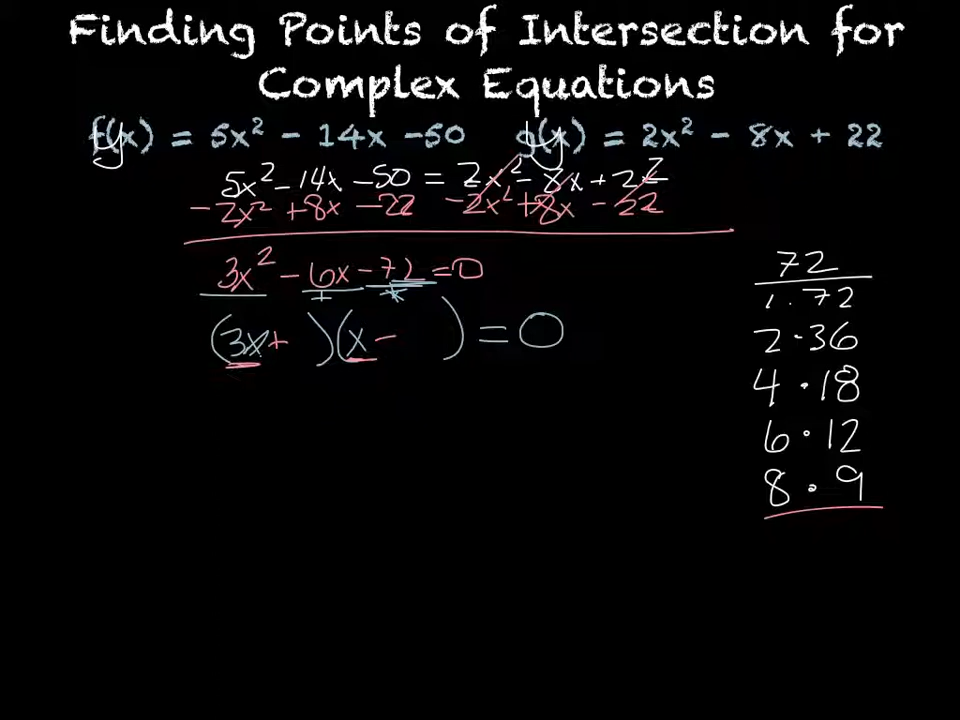 Finding Points of Intersection for
Complex Equations
f(x) = 5x² - 14x -50 g(x) = 2x² - 8x + 22
y y
5x² - 14x - 50 = 2x² - 8x + 22
- 2x² + 8x - 22 - 2x² + 8x - 22
3x² - 6x - 72 = 0
+ *
(3x+ )(x- ) = 0
72
1 · 72
2 · 36
4 · 18
6 · 12
8 · 9